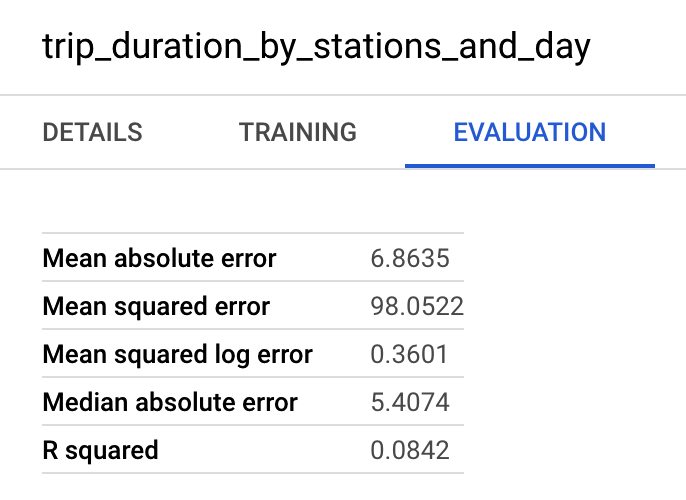 trip_duration_by_stations_and_day
DETAILS TRAINING EVALUATION
Mean absolute error 6.8635
Mean squared error 98.0522
Mean squared log error 0.3601
Median absolute error 5.4074
R squared 0.0842